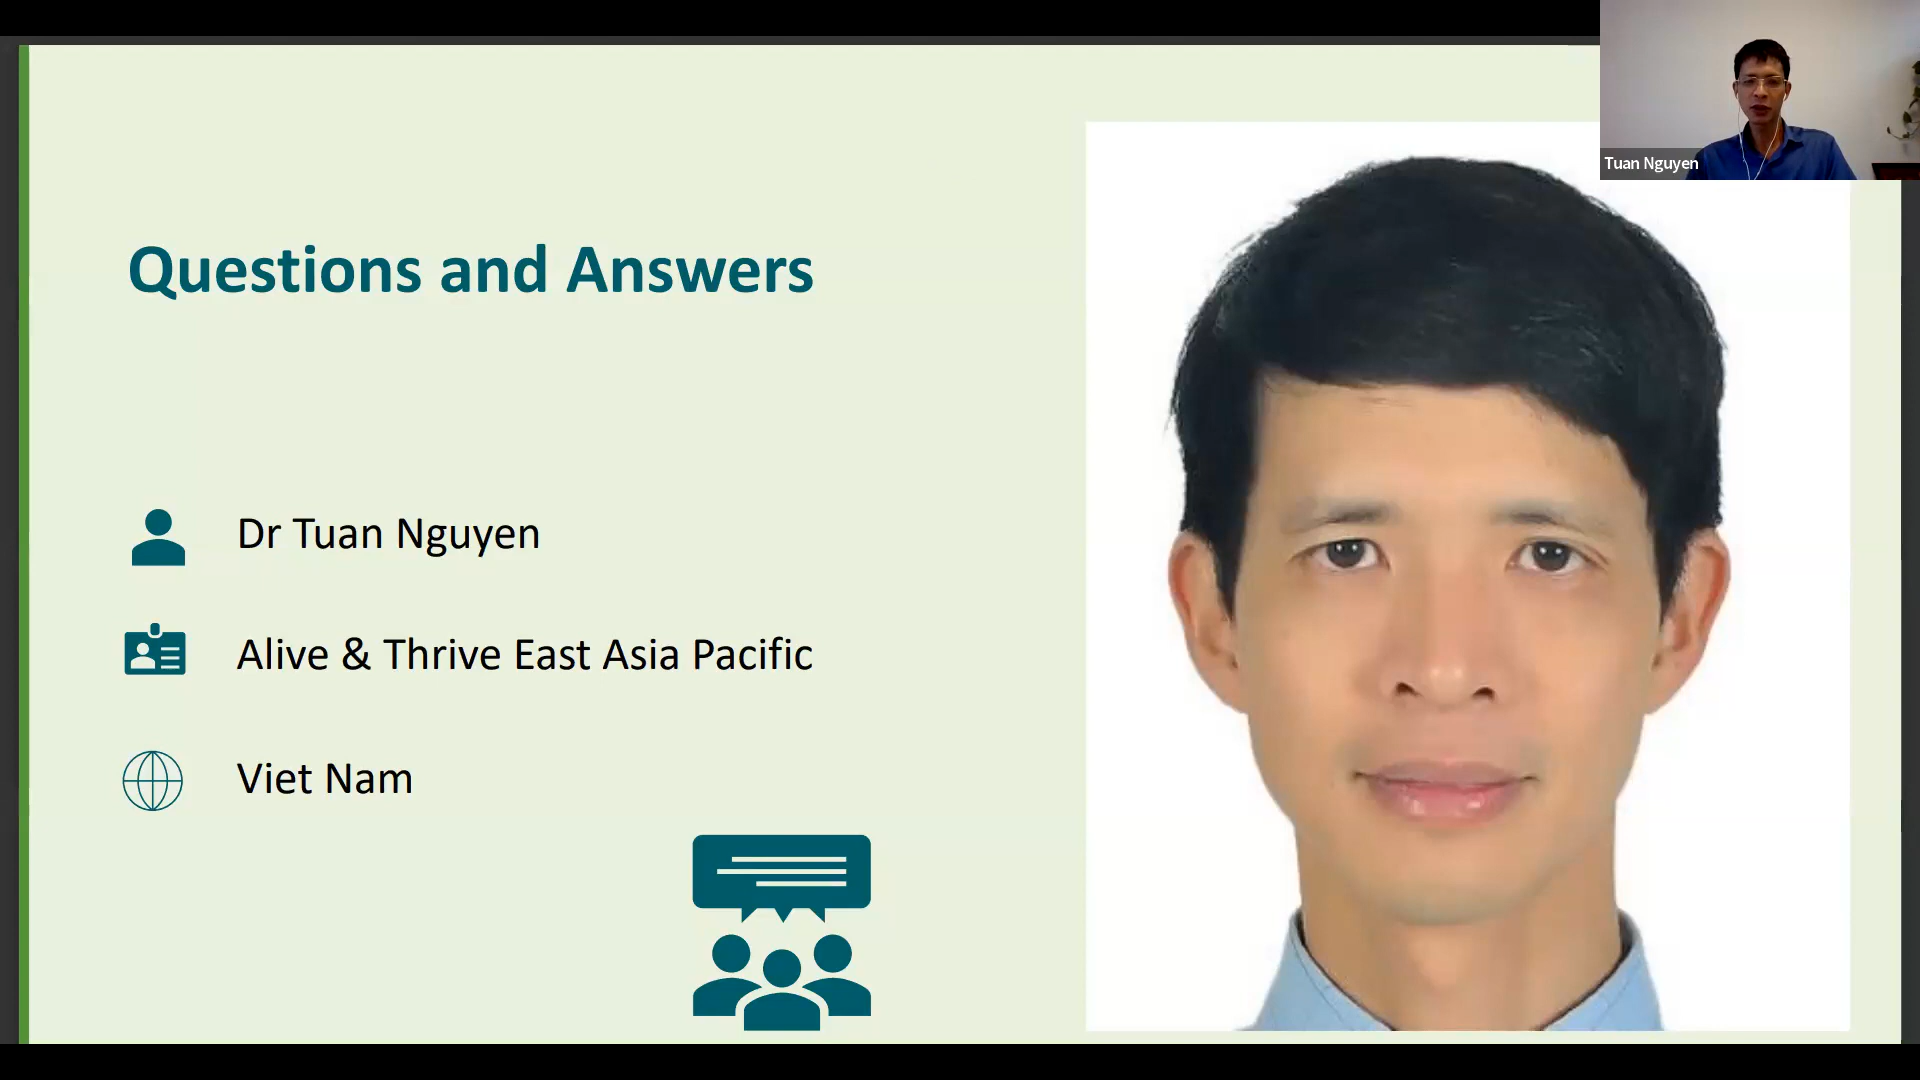 Tuan Nguyen
Questions and Answers
Dr Tuan Nguyen
Alive & Thrive East Asia Pacific
Viet Nam